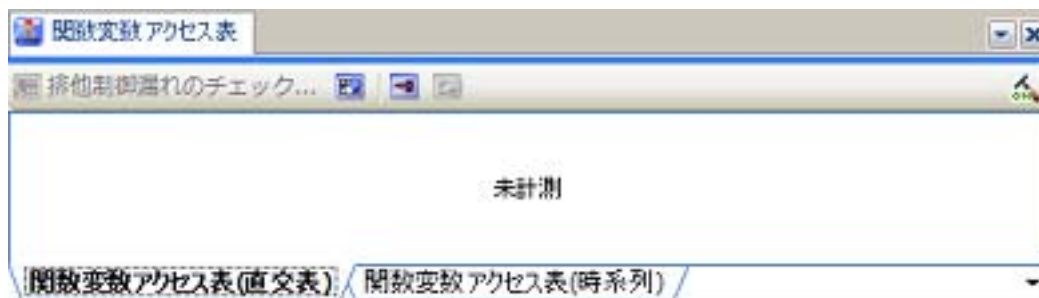 関数変数アクセス表
排他制御漏れのチェック...
未計測
関数変数アクセス表(直交表)
関数変数アクセス表(時系列)